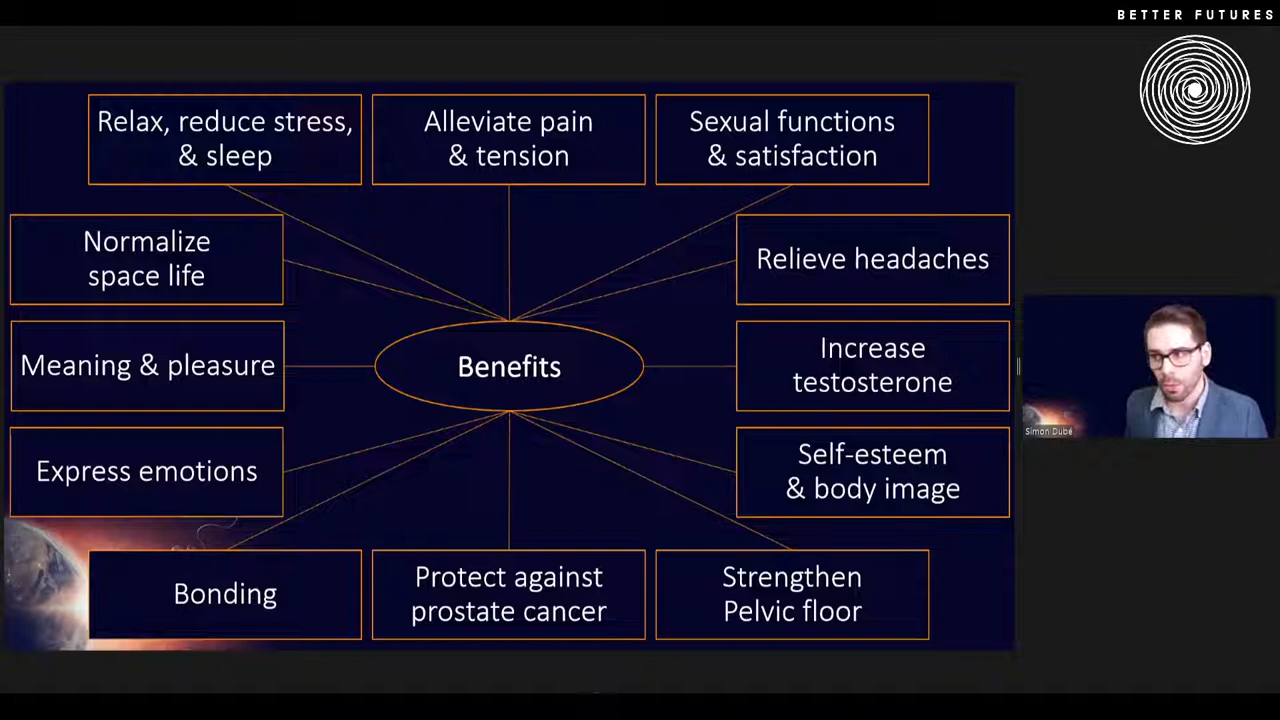 BETTER FUTURES
Relax, reduce stress,
& sleep
Alleviate pain
& tension
Sexual functions
& satisfaction
Normalize
space life
Relieve headaches
Meaning & pleasure
Benefits
Increase
testosterone
Express emotions
Self-esteem
& body image
Bonding
Protect against
prostate cancer
Strengthen
Pelvic floor
Simon Dubé